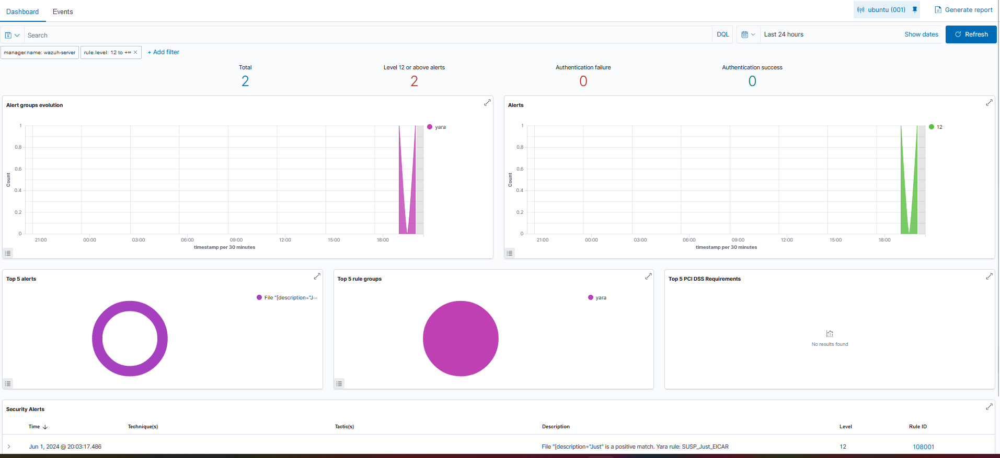 Dashboard
Events
ubuntu (001)
Generate report
Search
DQL
Last 24 hours
Show dates
Refresh
manager.name: wazuh-server
rule.level: 12 to +∞ ×
+ Add filter
Total
2
Level 12 or above alerts
2
Authentication failure
0
Authentication success
0
Alert groups evolution
1
0.8
0.6
0.4
0.2
0
Count
21:00 00:00 03:00 06:00 09:00 12:00 15:00 18:00
timestamp per 30 minutes
yara
Alerts
1
0.8
0.6
0.4
0.2
0
Count
21:00 00:00 03:00 06:00 09:00 12:00 15:00 18:00
timestamp per 30 minutes
12
Top 5 alerts
File "[description="J...
Top 5 rule groups
yara
Top 5 PCI DSS Requirements
No results found
Security Alerts
Time Technique(s) Tactic(s) Description Level Rule ID
Jun 1, 2024 @ 20:03:17.486 File "[description="Just" is a positive match. Yara rule: SUSP_Just_EICAR 12 108001